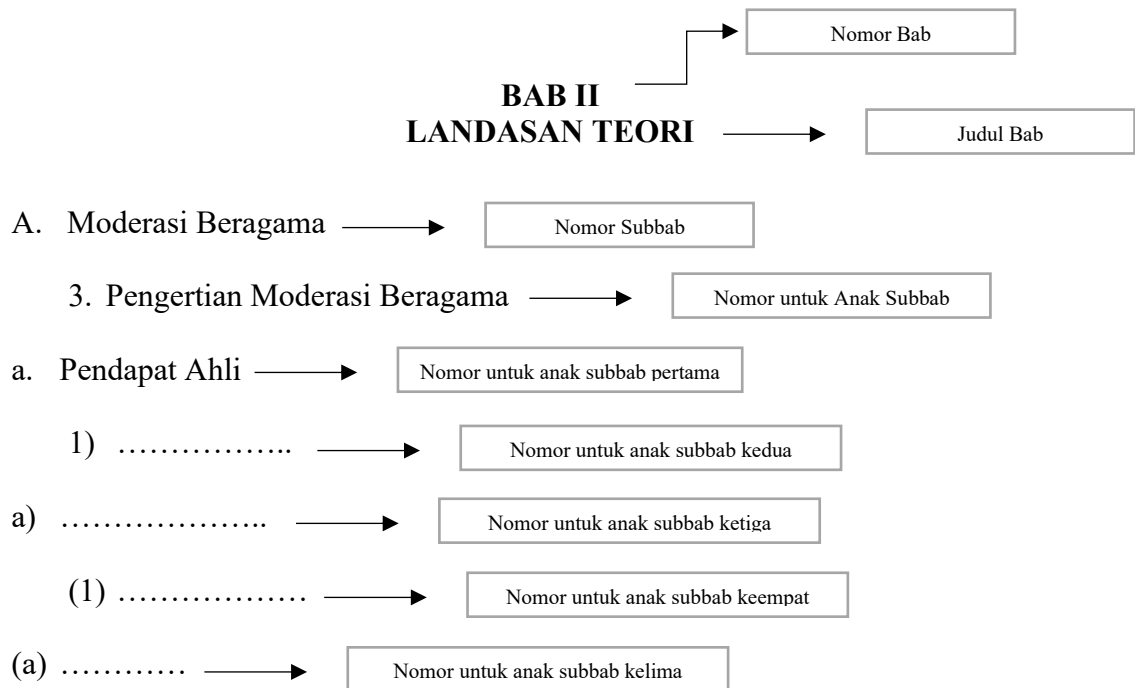 Nomor Bab
BAB II
LANDASAN TEORI
Judul Bab
A. Moderasi Beragama
Nomor Subbab
3. Pengertian Moderasi Beragama
Nomor untuk Anak Subbab
a. Pendapat Ahli
Nomor untuk anak subbab pertama
1) ……………..
Nomor untuk anak subbab kedua
a) ………………..
Nomor untuk anak subbab ketiga
(1) ………………
Nomor untuk anak subbab keempat
(a) …………
Nomor untuk anak subbab kelima